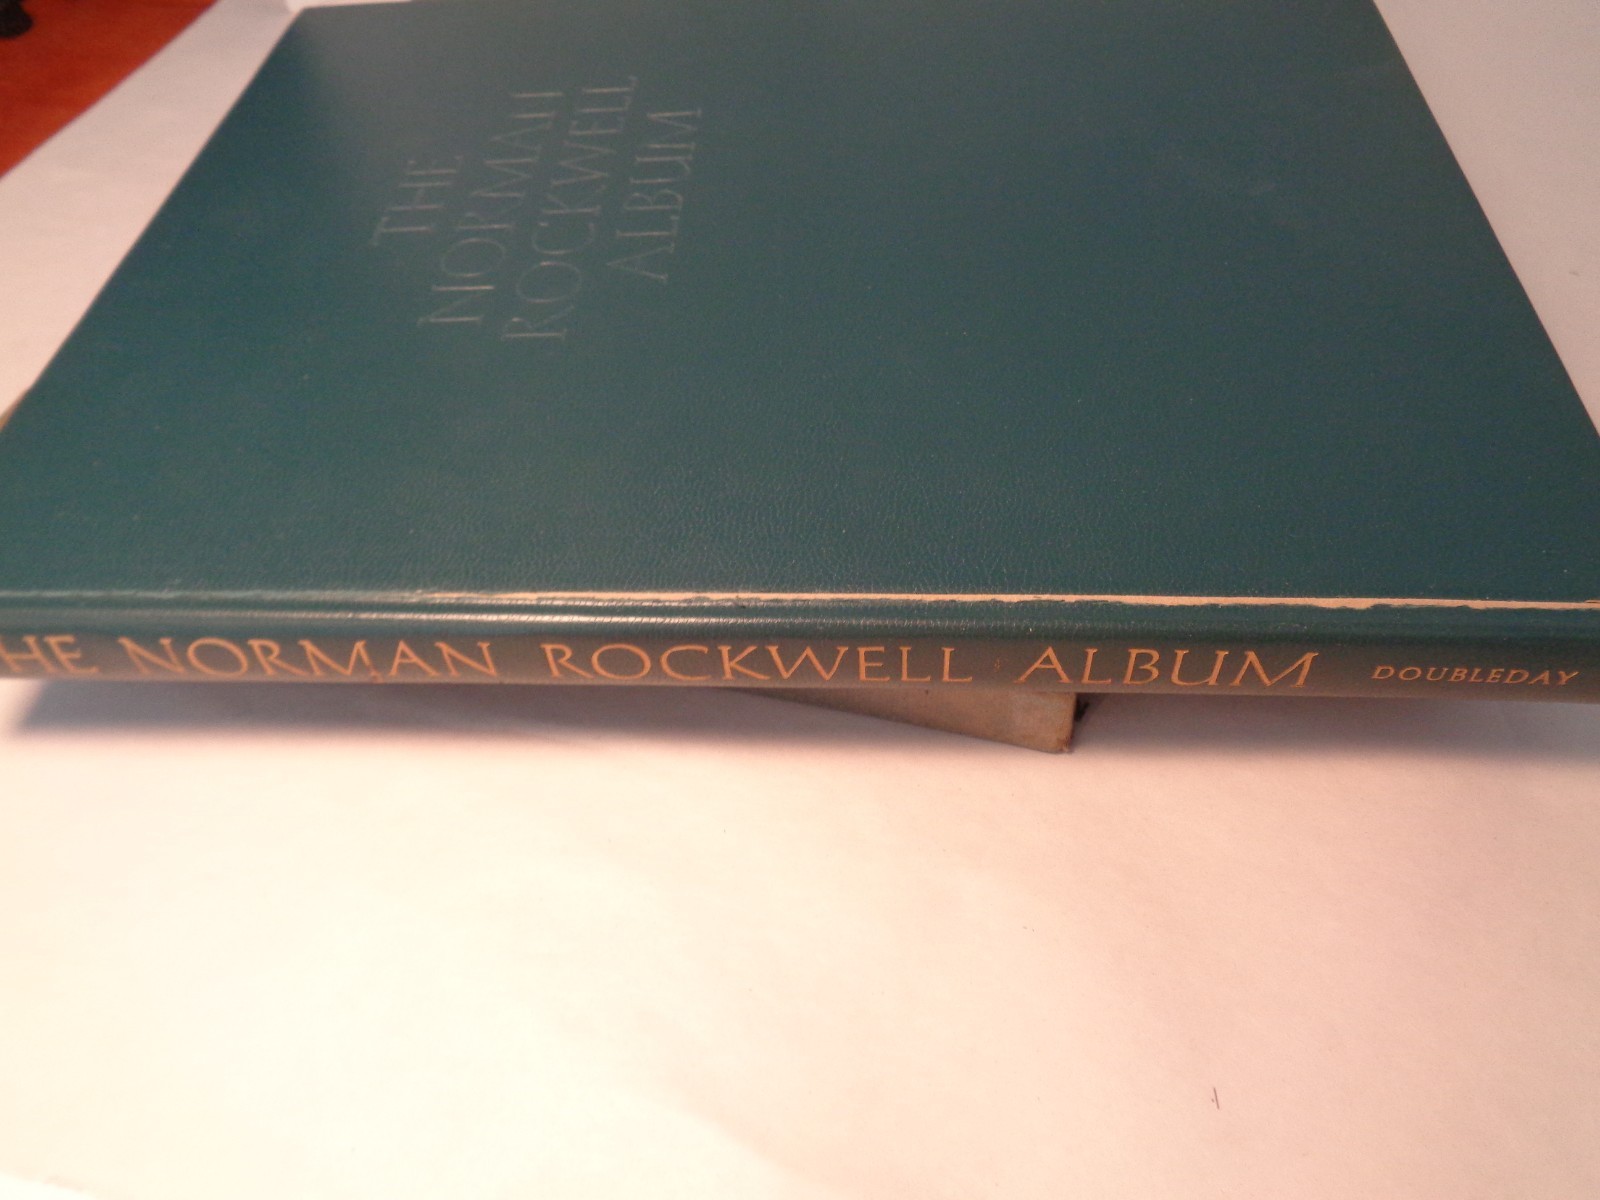 THE
NORMAN
ROCKWELL
ALBUM
HE NORMAN ROCKWELL : ALBUM DOUBLEDAY